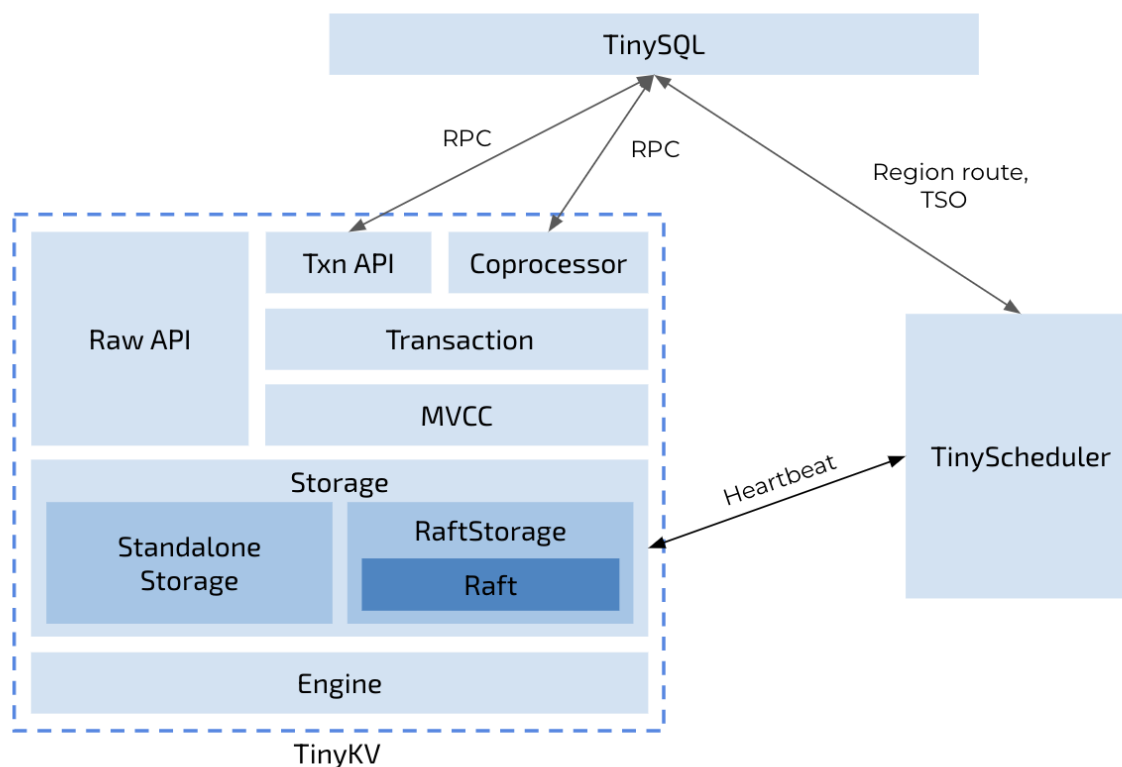 TinySQL
RPC
RPC
Region route,
TSO
Raw API
Txn API
Coprocessor
Transaction
MVCC
Storage
Standalone
Storage
RaftStorage
Raft
Heartbeat
TinyScheduler
Engine
TinyKV